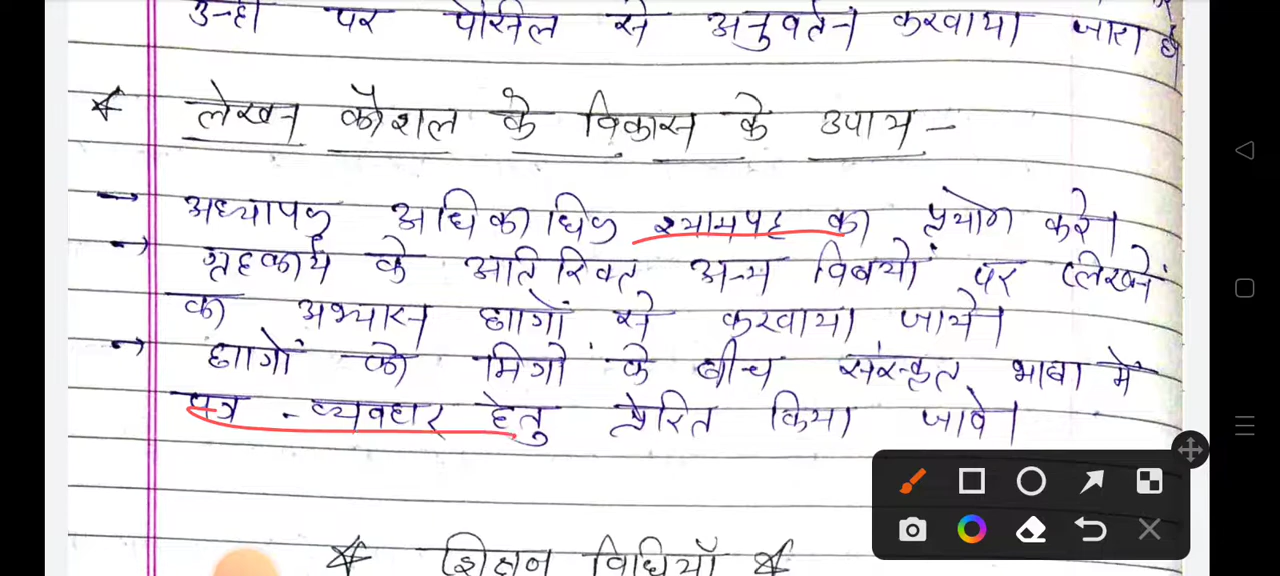 उन्हीं पर पेंसिल से अनुवर्तन करवाया जाता है
* लेखन कौशल के विकास के उपाय -
→ अध्यापक अधिकाधिक श्यामपट्ट का प्रयोग करें।
→ गृहकार्य के अतिरिक्त अन्य विषयों पर लिखने
का अभ्यास छात्रों से करवाया जाये।
→ छात्रों को मित्रों के बीच संस्कृत भाषा में
पत्र - व्यवहार हेतु प्रेरित किया जावे।
* शिक्षण विधियाँ *